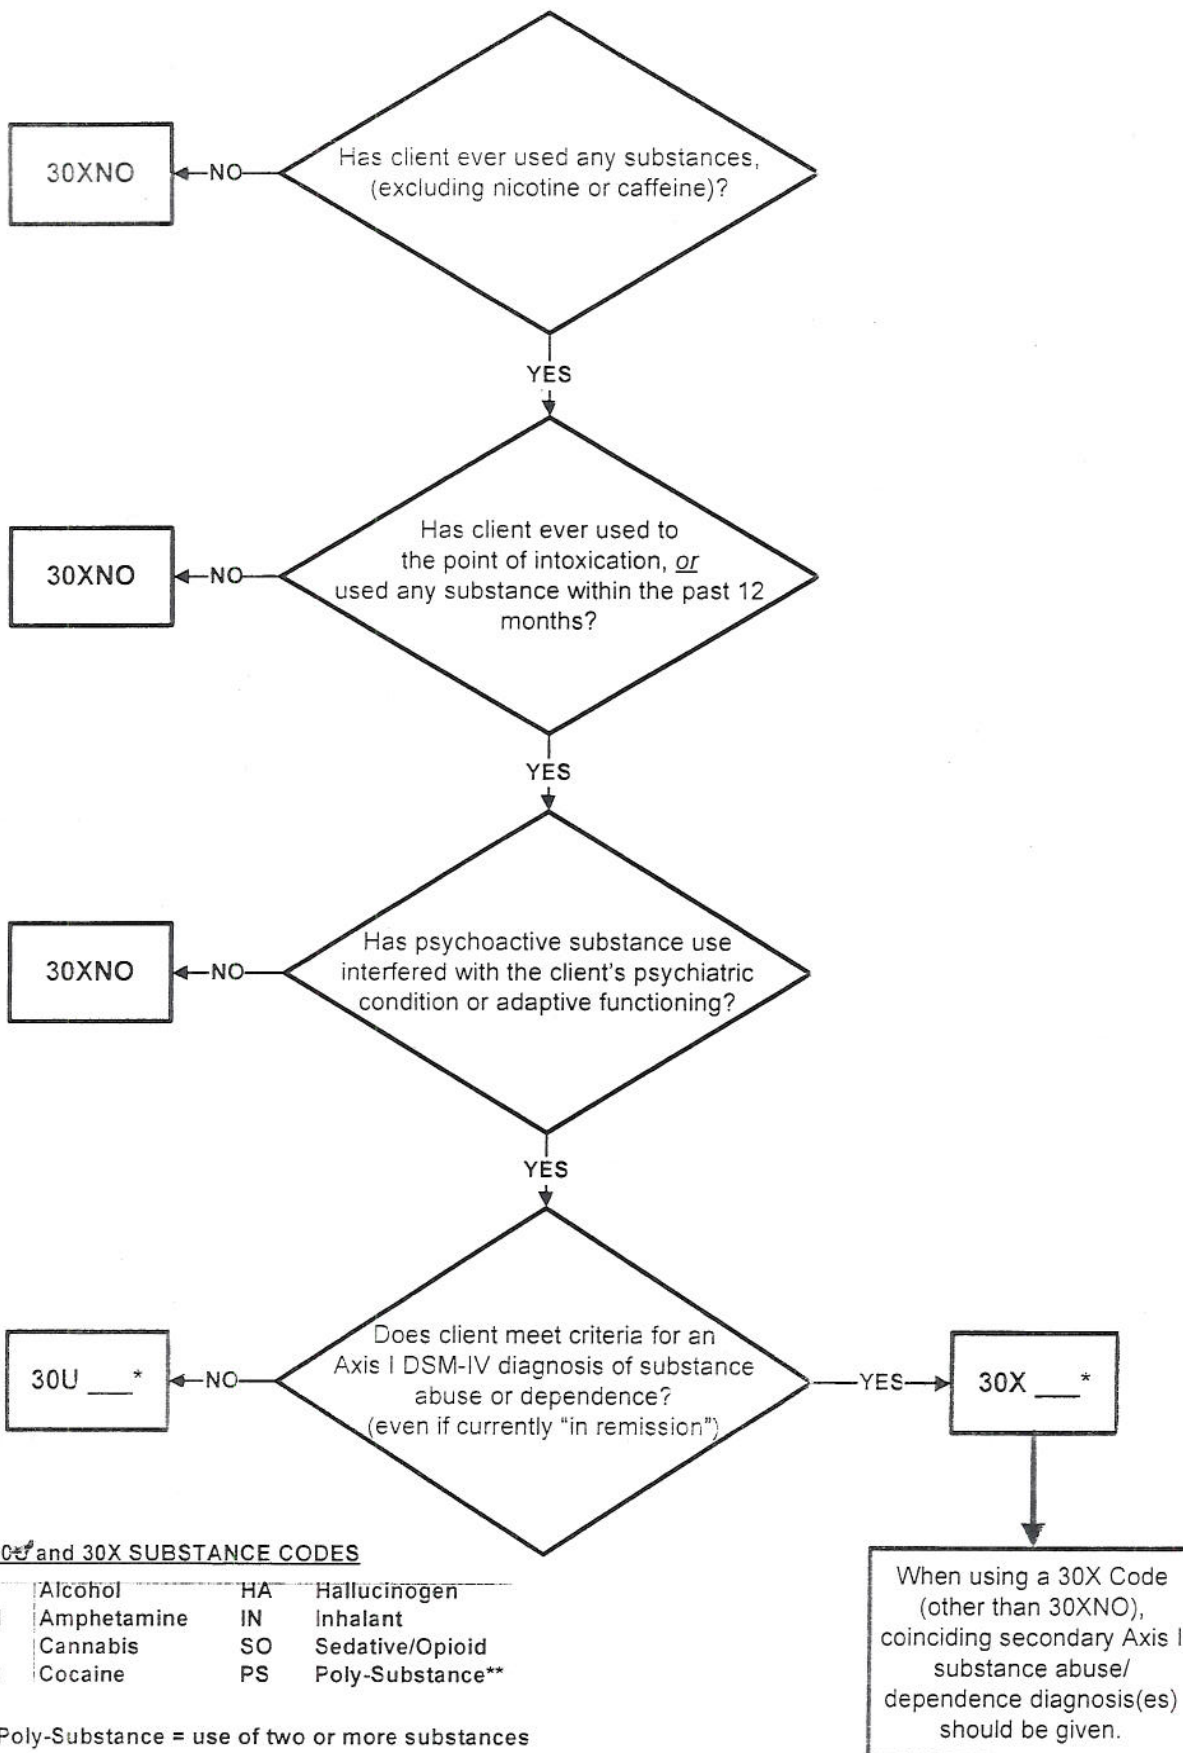 Has client ever used any substances,
(excluding nicotine or caffeine)?
NO
30XNO
YES
Has client ever used to
the point of intoxication, or
used any substance within the past 12
months?
NO
30XNO
YES
Has psychoactive substance use
interfered with the client's psychiatric
condition or adaptive functioning?
NO
30XNO
YES
Does client meet criteria for an
Axis I DSM-IV diagnosis of substance
abuse or dependence?
(even if currently "in remission")
NO
30U ___*
YES
30X ___*
When using a 30X Code
(other than 30XNO),
coinciding secondary Axis I
substance abuse/
dependence diagnosis(es)
should be given.
and 30X SUBSTANCE CODES
Alcohol HA Hallucinogen
Amphetamine IN Inhalant
Cannabis SO Sedative/Opioid
Cocaine PS Poly-Substance**
Poly-Substance = use of two or more substances